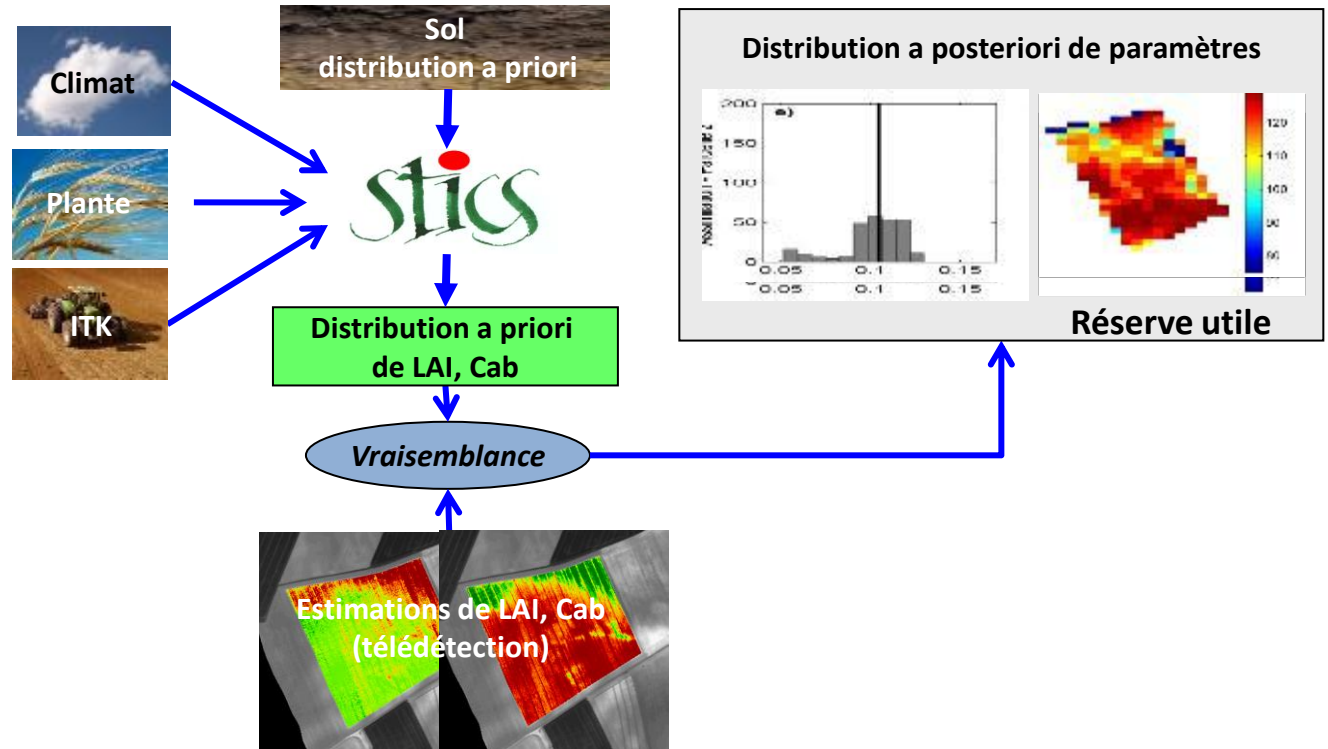 Climat
Sol
distribution a priori
Plante
ITK
stics
Distribution a priori
de LAI, Cab
Vraisemblance
Estimations de LAI, Cab
(télédétection)
Distribution a posteriori de paramètres
200
150
100
50
0
0.05 0.1 0.15
0.05 0.1 0.15
120
110
100
90
80
Réserve utile